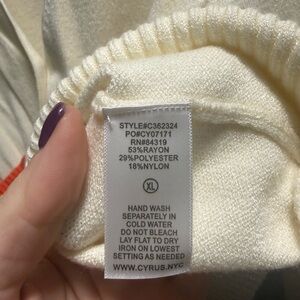 STYLE#C362324
PO#CY07171
RN#84319
53%RAYON
29%POLYESTER
18%NYLON
XL
HAND WASH
SEPARATELY IN
COLD WATER
DO NOT BLEACH
LAY FLAT TO DRY
IRON ON LOWEST
SETTING AS NEEDED
WWW.CYRUS.NYC